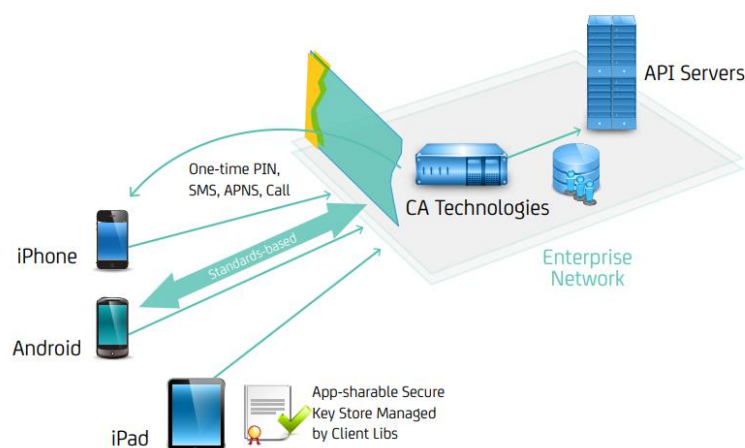 API Servers
One-time PIN,
SMS, APNS, Call
CA Technologies
iPhone
Standards-based
Enterprise
Network
Android
App-sharable Secure
Key Store Managed
by Client Libs
iPad